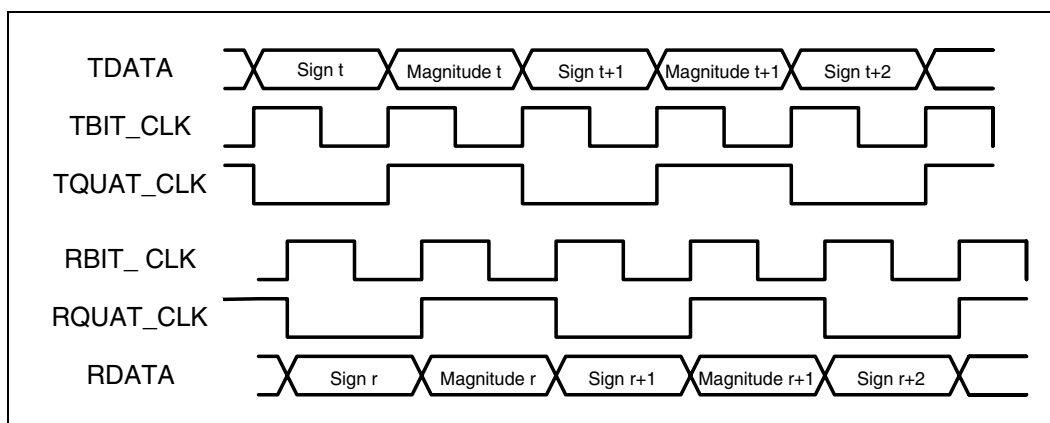 TDATA Sign t Magnitude t Sign t+1 Magnitude t+1 Sign t+2
TBIT_CLK
TQUAT_CLK
RBIT_ CLK
RQUAT_CLK
RDATA Sign r Magnitude r Sign r+1 Magnitude r+1 Sign r+2